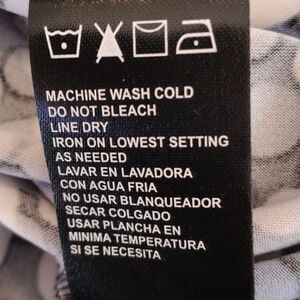 MACHINE WASH COLD
DO NOT BLEACH
LINE DRY
IRON ON LOWEST SETTING
AS NEEDED
LAVAR EN LAVADORA
CON AGUA FRIA
NO USAR BLANQUEADOR
SECAR COLGADO
USAR PLANCHA EN
MINIMA TEMPERATURA
SI SE NECESITA